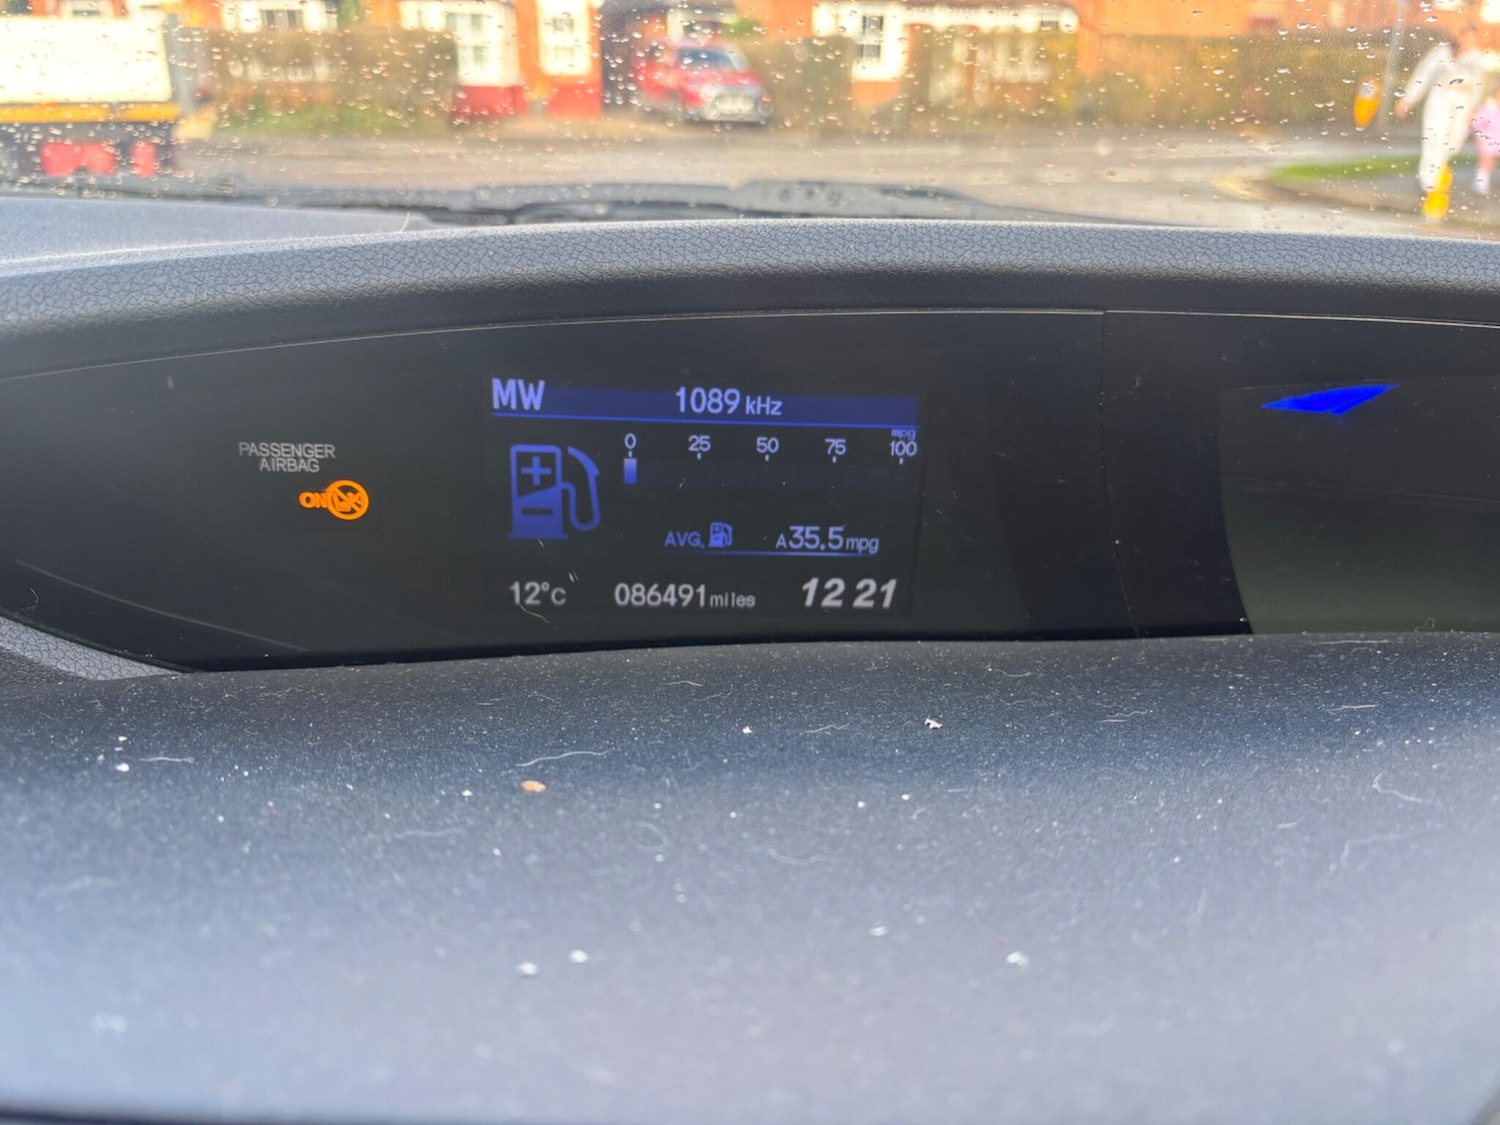 MW 1089 kHz
mpg
0 25 50 75 100
PASSENGER
AIRBAG
ON
AVG. A35.5mpg
12°C 086491miles 12 21